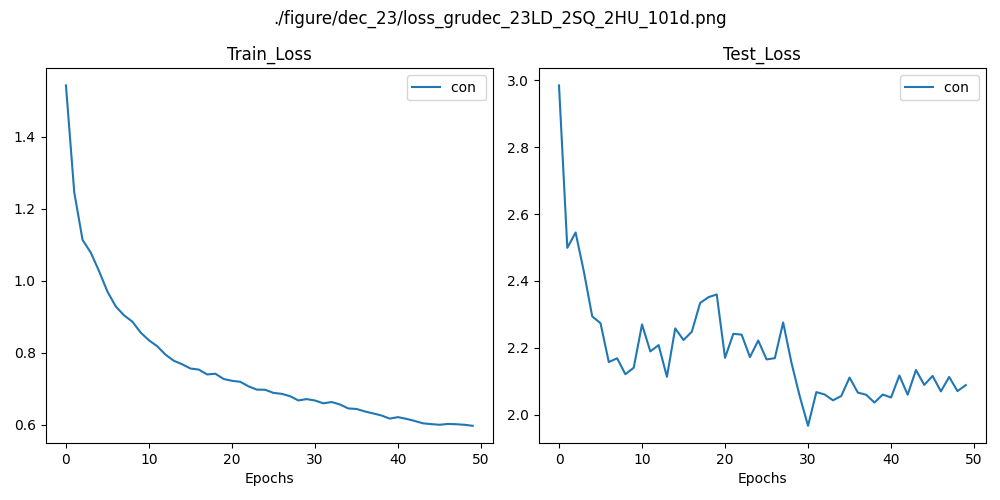 ./figure/dec_23/loss_grudec_23LD_2SQ_2HU_101d.png
Train_Loss
con
1.4
1.2
1.0
0.8
0.6
0 10 20 30 40 50
Epochs
Test_Loss
con
3.0
2.8
2.6
2.4
2.2
2.0
0 10 20 30 40 50
Epochs